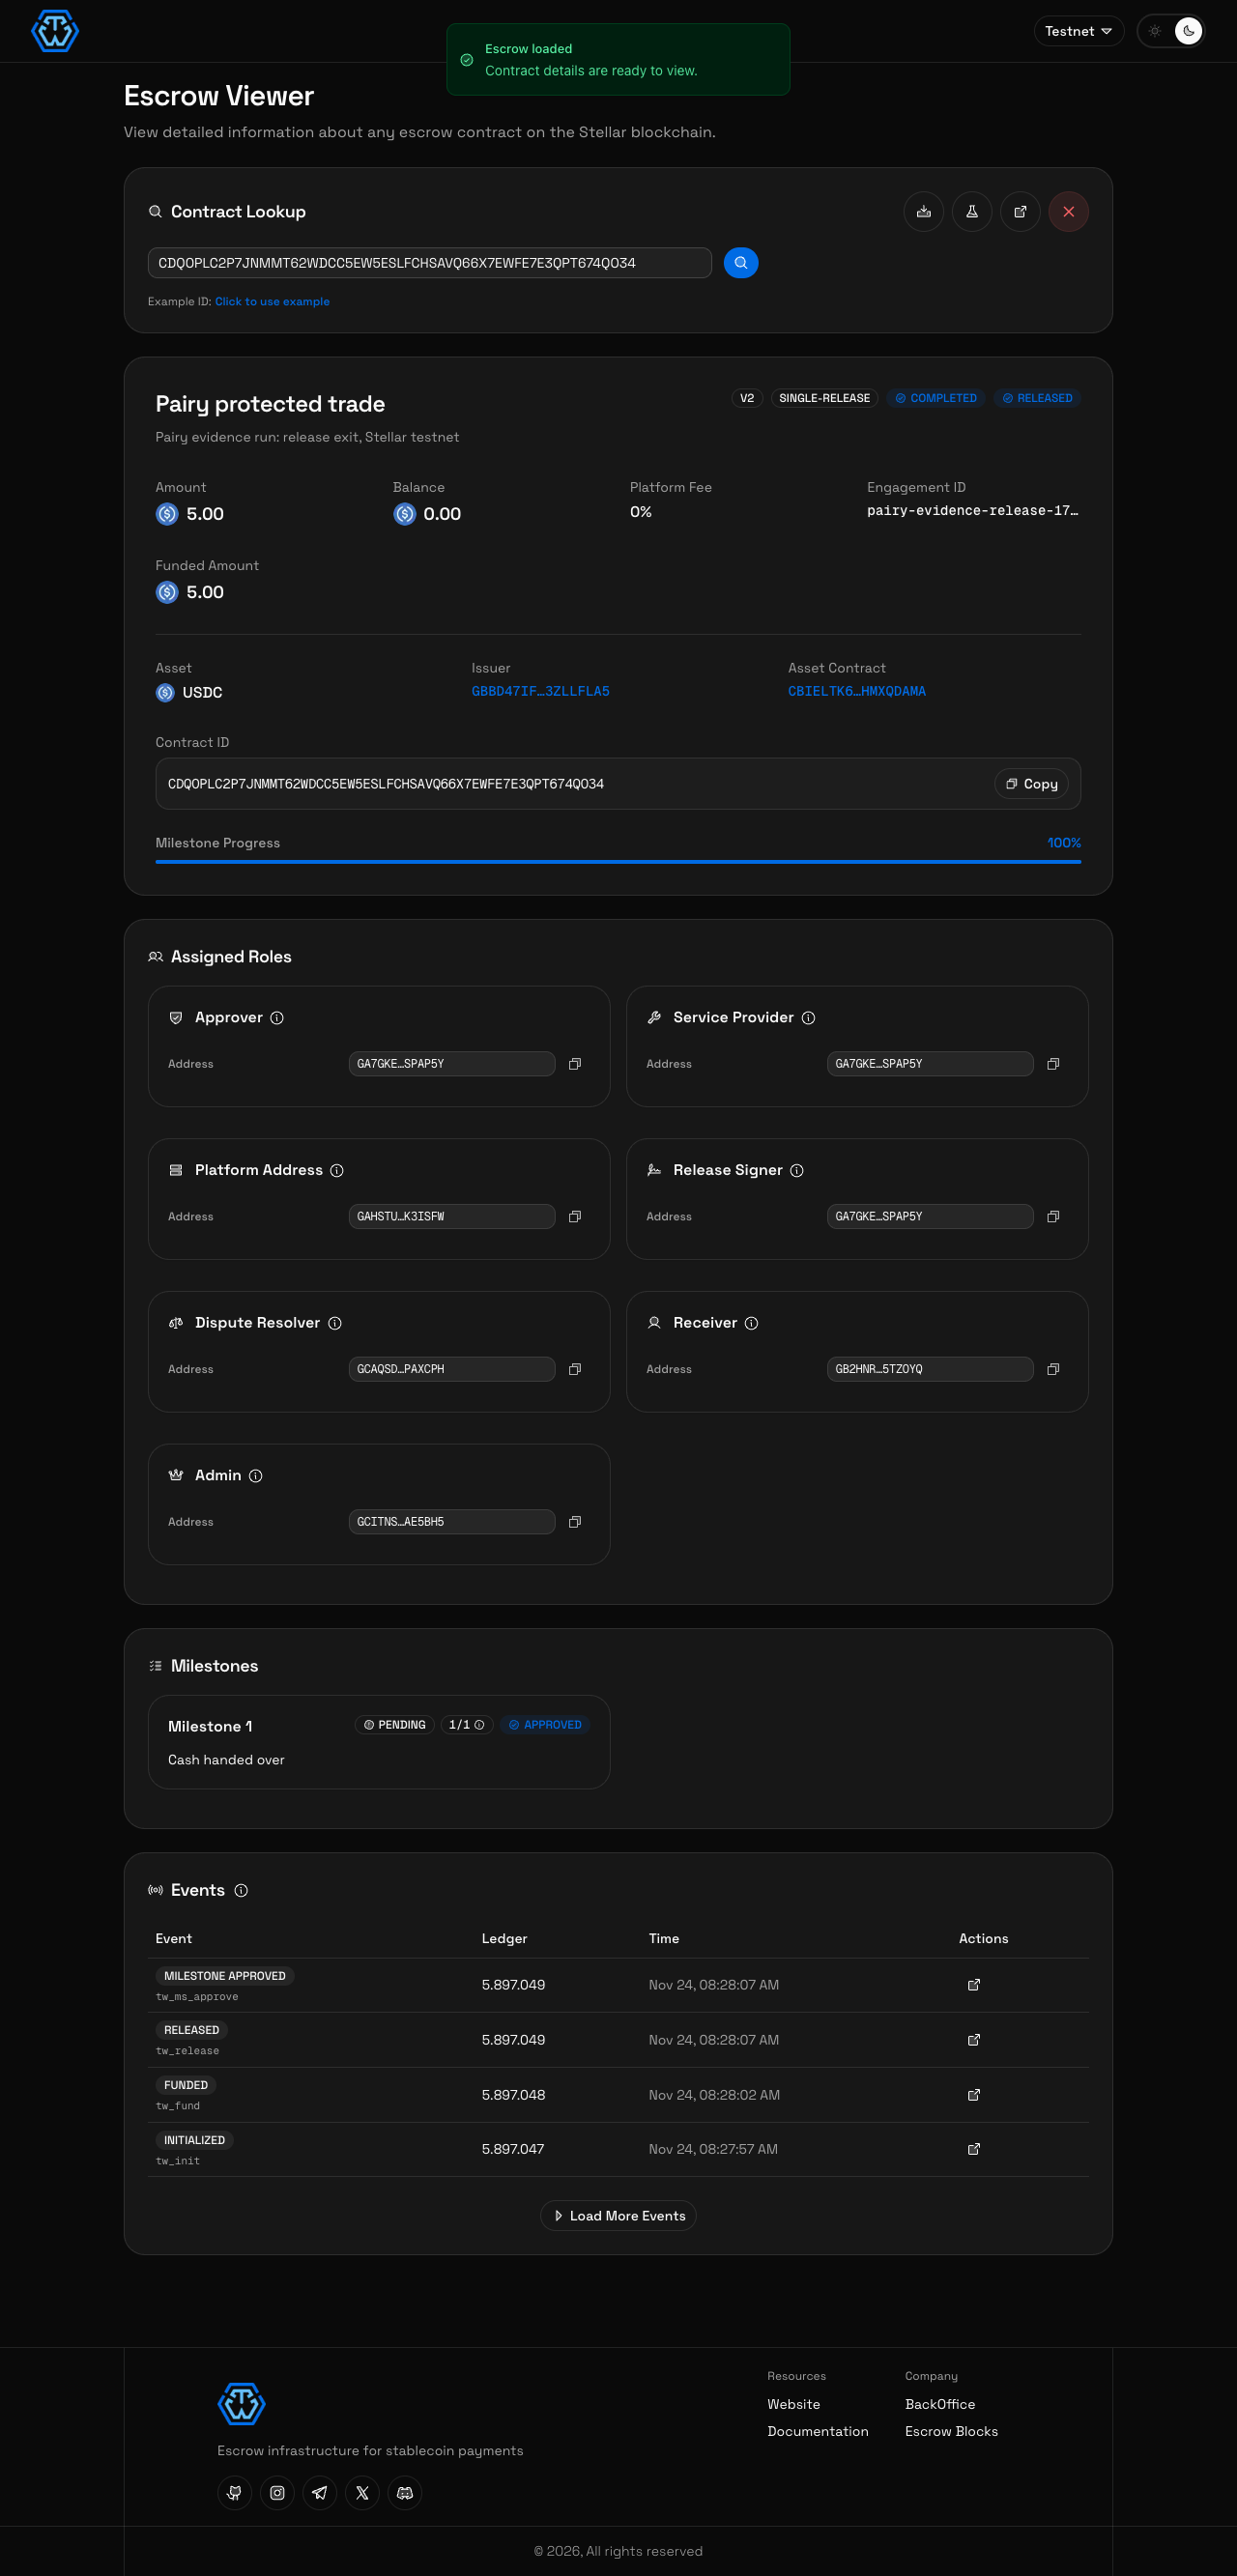 Testnet
Escrow loaded
Contract details are ready to view.
Escrow Viewer
View detailed information about any escrow contract on the Stellar blockchain.
Contract Lookup
CDQOPLC2P7JNMMT62WDCC5EW5ESLFCHSAVQ66X7EWFE7E3QPT674QO34
Example ID: Click to use example
Pairy protected trade
V2 SINGLE-RELEASE COMPLETED RELEASED
Pairy evidence run: release exit, Stellar testnet
Amount Balance Platform Fee Engagement ID
5.00 0.00 0% pairy-evidence-release-17…
Funded Amount
5.00
Asset Issuer Asset Contract
USDC GBBD47IF…3ZLLFLA5 CBIELTK6…HMXQDAMA
Contract ID
CDQOPLC2P7JNMMT62WDCC5EW5ESLFCHSAVQ66X7EWFE7E3QPT674QO34 Copy
Milestone Progress 100%
Assigned Roles
Approver Service Provider
Address GA7GKE…SPAP5Y Address GA7GKE…SPAP5Y
Platform Address Release Signer
Address GAHSTU…K3ISFW Address GA7GKE…SPAP5Y
Dispute Resolver Receiver
Address GCAQSD…PAXCPH Address GB2HNR…5TZOYQ
Admin
Address GCITNS…AE5BH5
Milestones
Milestone 1 PENDING 1/1 APPROVED
Cash handed over
Events
Event Ledger Time Actions
MILESTONE APPROVED
tw_ms_approve
5.897.049 Nov 24, 08:28:07 AM
RELEASED
tw_release
5.897.049 Nov 24, 08:28:07 AM
FUNDED
tw_fund
5.897.048 Nov 24, 08:28:02 AM
INITIALIZED
tw_init
5.897.047 Nov 24, 08:27:57 AM
Load More Events
Escrow infrastructure for stablecoin payments
Resources Company
Website BackOffice
Documentation Escrow Blocks
© 2026, All rights reserved